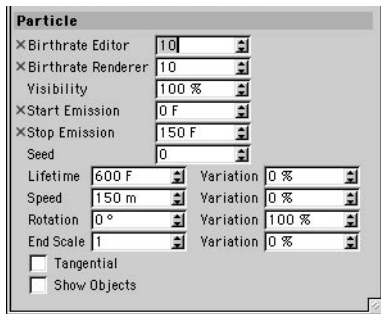 Particle
Birthrate Editor 10
Birthrate Renderer 10
Visibility 100 %
Start Emission 0 F
Stop Emission 150 F
Seed 0
Lifetime 600 F Variation 0 %
Speed 150 m Variation 0 %
Rotation 0 ° Variation 100 %
End Scale 1 Variation 0 %
Tangential
Show Objects